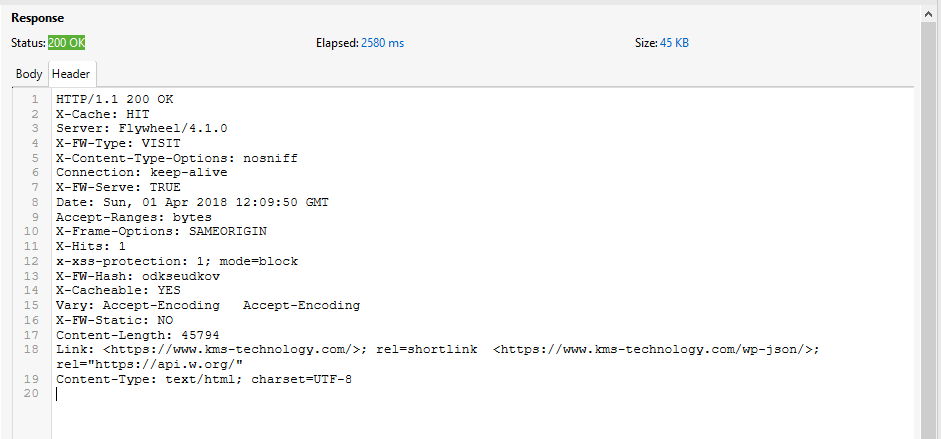 Response
Status: 200 OK Elapsed: 2580 ms Size: 45 KB
Body Header
1 HTTP/1.1 200 OK
2 X-Cache: HIT
3 Server: Flywheel/4.1.0
4 X-FW-Type: VISIT
5 X-Content-Type-Options: nosniff
6 Connection: keep-alive
7 X-FW-Serve: TRUE
8 Date: Sun, 01 Apr 2018 12:09:50 GMT
9 Accept-Ranges: bytes
10 X-Frame-Options: SAMEORIGIN
11 X-Hits: 1
12 x-xss-protection: 1; mode=block
13 X-FW-Hash: odkseudkov
14 X-Cacheable: YES
15 Vary: Accept-Encoding   Accept-Encoding
16 X-FW-Static: NO
17 Content-Length: 45794
18 Link: <https://www.kms-technology.com/>; rel=shortlink  <https://www.kms-technology.com/wp-json/>;
rel="https://api.w.org/"
19 Content-Type: text/html; charset=UTF-8
20